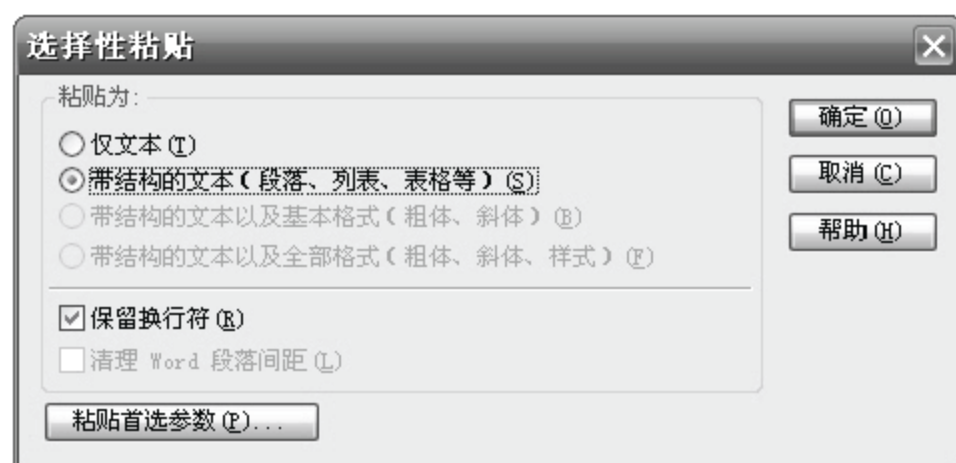 选择性粘贴
粘贴为:
仅文本(T)
带结构的文本(段落、列表、表格等)(S)
带结构的文本以及基本格式(粗体、斜体)(B)
带结构的文本以及全部格式(粗体、斜体、样式)(F)
保留换行符(R)
清理 Word 段落间距(L)
粘贴首选参数(P)...
确定(O)
取消(C)
帮助(H)